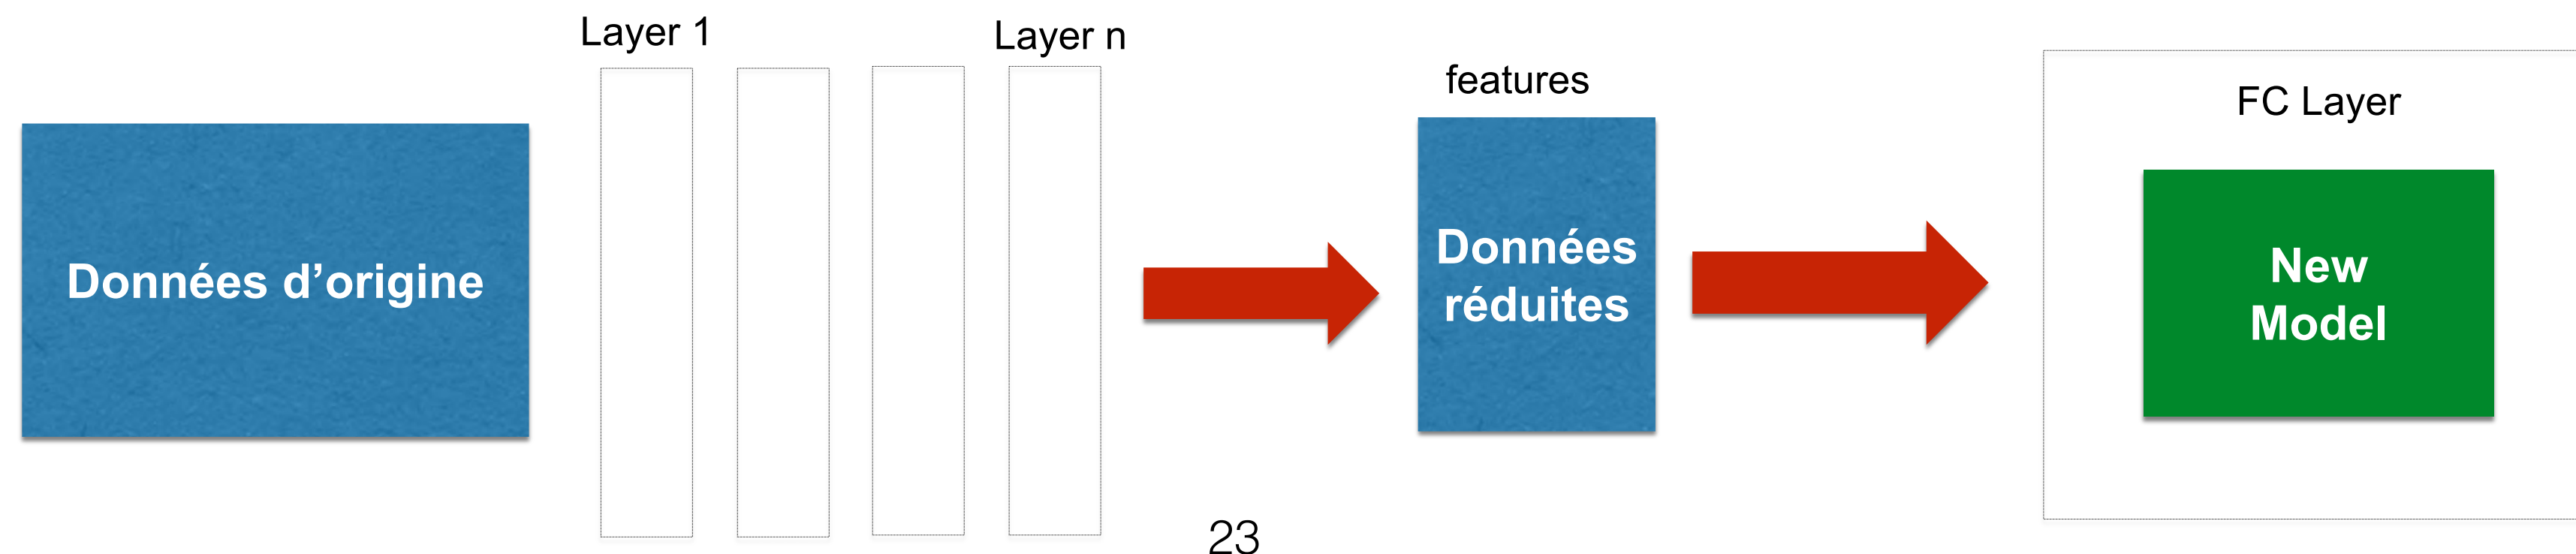 Layer 1
Layer n
features
FC Layer
Données d’origine
Données
réduites
New
Model
23